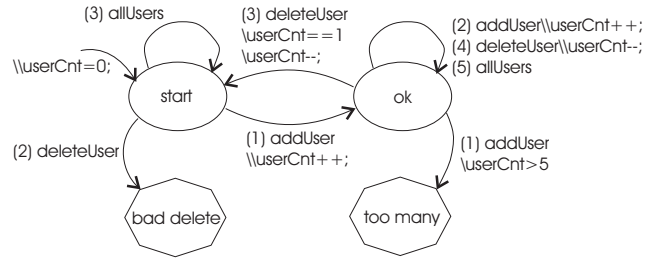 (3) allUsers
(3) deleteUser
\userCnt==1
\userCnt--;
(2) addUser\\userCnt++;
(4) deleteUser\\userCnt--;
(5) allUsers
\\userCnt=0;
start
ok
(2) deleteUser
(1) addUser
\\userCnt++;
(1) addUser
\userCnt>5
bad delete
too many